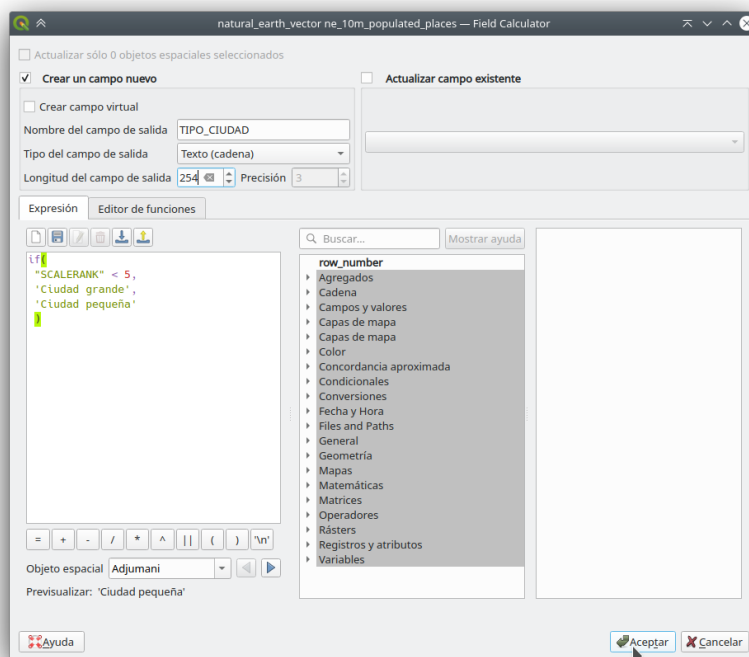 natural_earth_vector ne_10m_populated_places — Field Calculator
Actualizar sólo 0 objetos espaciales seleccionados
Crear un campo nuevo
Actualizar campo existente
Crear campo virtual
Nombre del campo de salida TIPO_CIUDAD
Tipo del campo de salida Texto (cadena)
Longitud del campo de salida 254 Precisión 3
Expresión Editor de funciones
if(
"SCALERANK" < 5,
'Ciudad grande',
'Ciudad pequeña'
)
= + - / * ^ || ( ) '\n'
Objeto espacial Adjumani
Previsualizar: 'Ciudad pequeña'
Buscar... Mostrar ayuda
row_number
Agregados
Cadena
Campos y valores
Capas de mapa
Capas de mapa
Color
Concordancia aproximada
Condicionales
Conversiones
Fecha y Hora
Files and Paths
General
Geometría
Mapas
Matemáticas
Matrices
Operadores
Rásters
Registros y atributos
Variables
Ayuda
Aceptar Cancelar